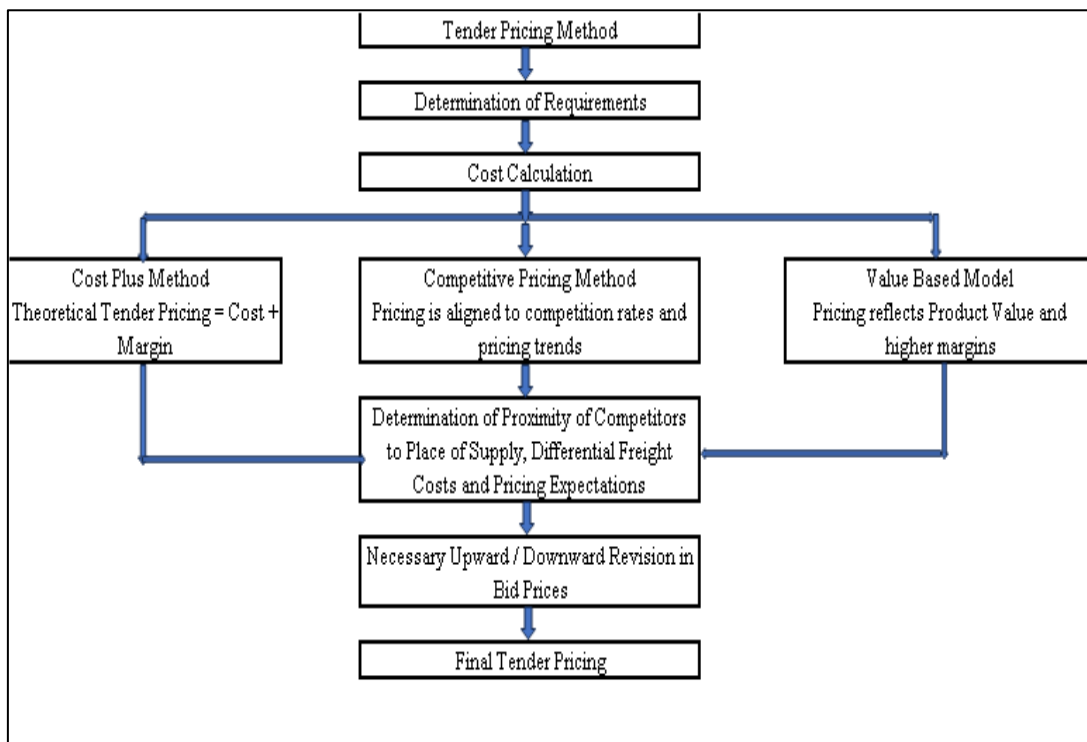 Tender Pricing Method
Determination of Requirements
Cost Calculation
Cost Plus Method
Theoretical Tender Pricing = Cost +
Margin
Competitive Pricing Method
Pricing is aligned to competition rates and
pricing trends
Value Based Model
Pricing reflects Product Value and
higher margins
Determination of Proximity of Competitors
to Place of Supply, Differential Freight
Costs and Pricing Expectations
Necessary Upward / Downward Revision in
Bid Prices
Final Tender Pricing